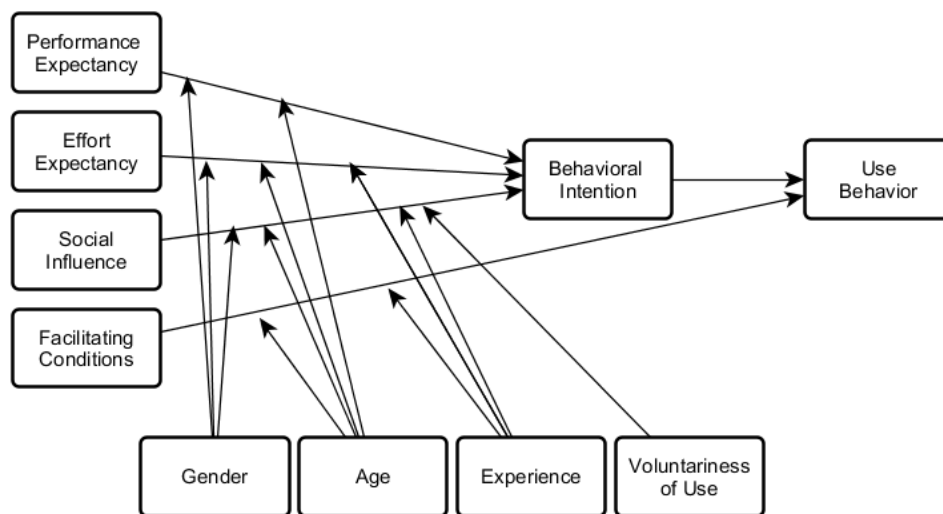 Performance
Expectancy
Effort
Expectancy
Social
Influence
Facilitating
Conditions
Behavioral
Intention
Use
Behavior
Gender
Age
Experience
Voluntariness
of Use